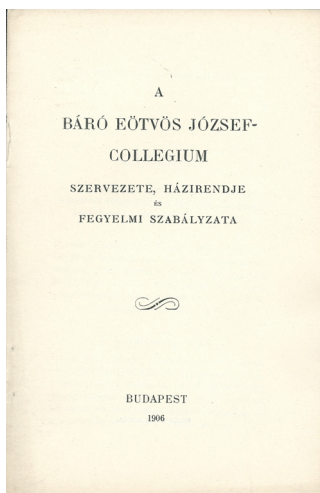 A
BÁRÓ EÖTVÖS JÓZSEF-
COLLEGIUM
SZERVEZETE, HÁZIRENDJE
és
FEGYELMI SZABÁLYZATA
BUDAPEST
1906